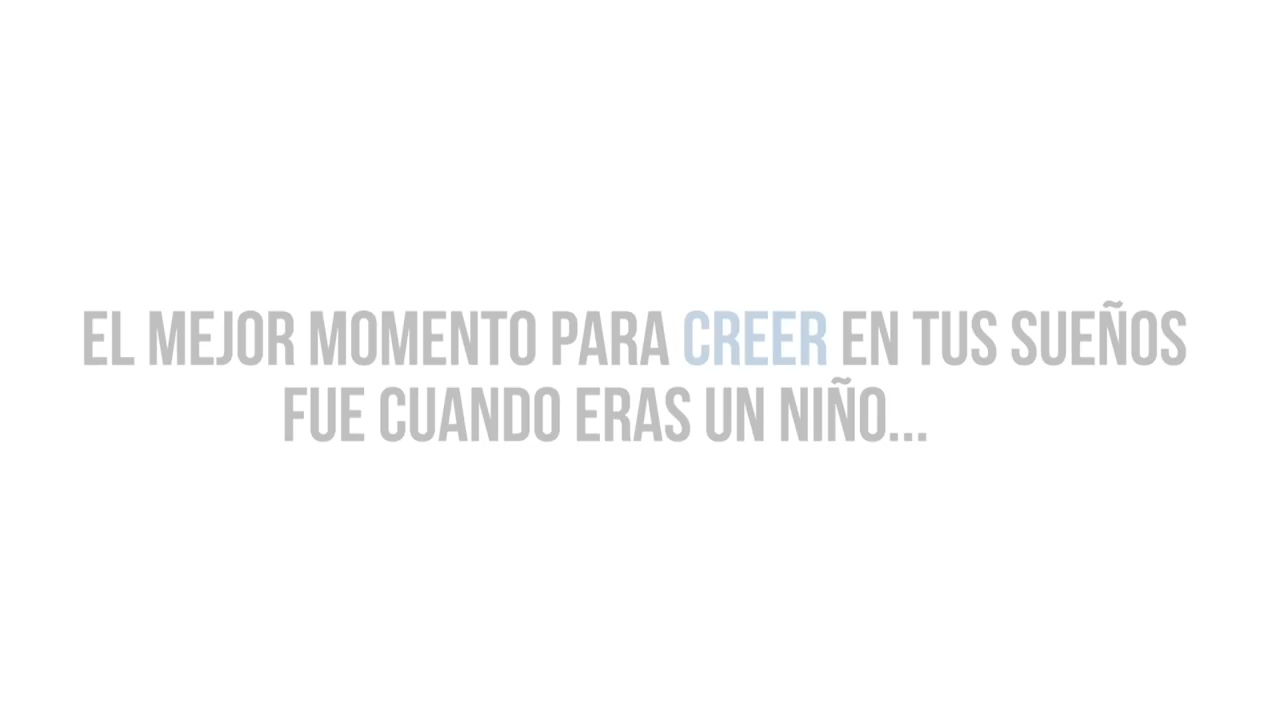 EL MEJOR MOMENTO PARA CREER EN TUS SUEÑOS
FUE CUANDO ERAS UN NIÑO...